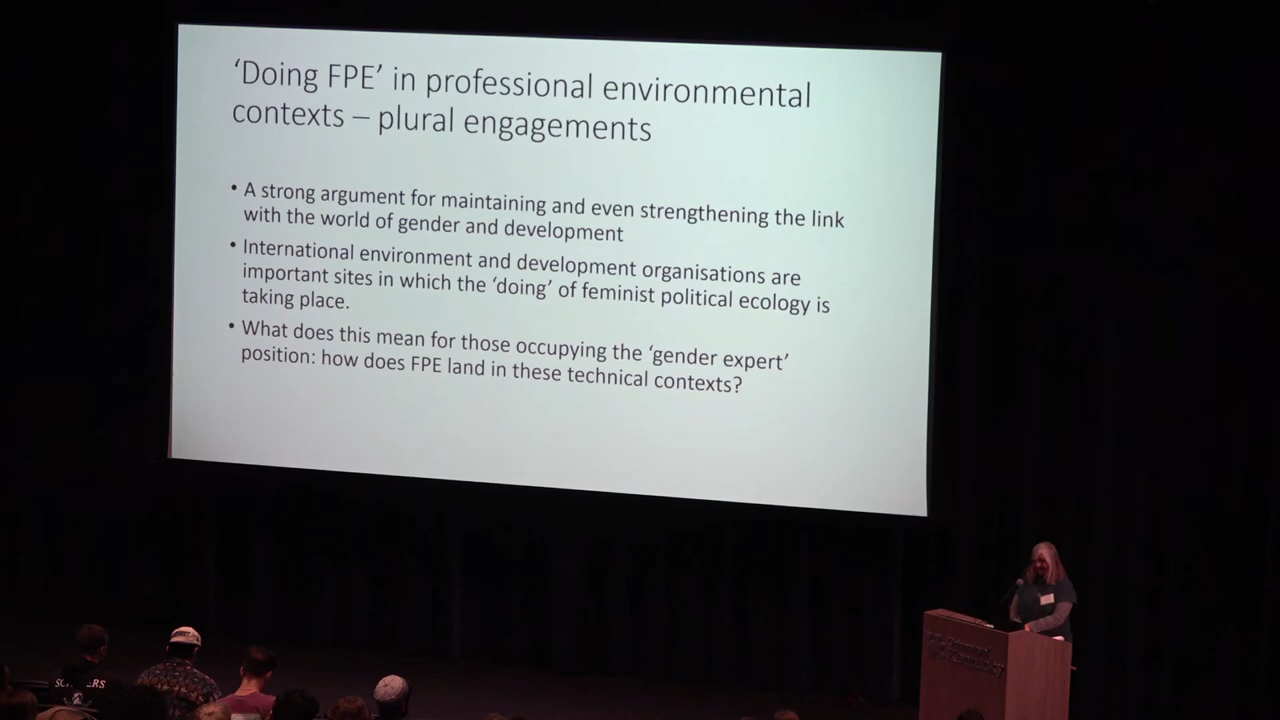 ‘Doing FPE’ in professional environmental
contexts – plural engagements
• A strong argument for maintaining and even strengthening the link
with the world of gender and development
• International environment and development organisations are
important sites in which the ‘doing’ of feminist political ecology is
taking place.
• What does this mean for those occupying the ‘gender expert’
position: how does FPE land in these technical contexts?